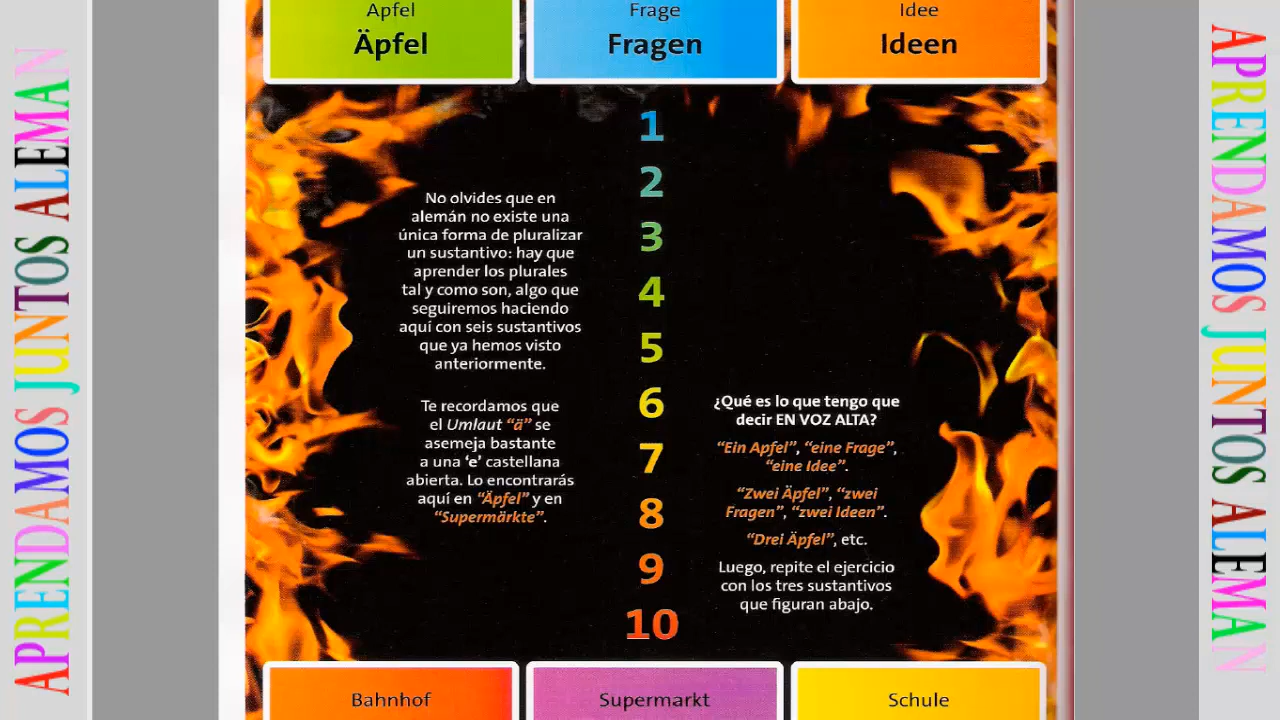 APRENDAMOS JUNTOS ALEMAN
Apfel
Äpfel
Frage
Fragen
Idee
Ideen
No olvides que en
alemán no existe una
única forma de pluralizar
un sustantivo: hay que
aprender los plurales
tal y como son, algo que
seguiremos haciendo
aquí con seis sustantivos
que ya hemos visto
anteriormente.
Te recordamos que
el Umlaut “ä” se
asemeja bastante
a una ‘e’ castellana
abierta. Lo encontrarás
aquí en “Äpfel” y en
“Supermärkte”.
1
2
3
4
5
6
7
8
9
10
¿Qué es lo que tengo que
decir EN VOZ ALTA?
“Ein Apfel”, “eine Frage”,
“eine Idee”.
“Zwei Äpfel”, “zwei
Fragen”, “zwei Ideen”.
“Drei Äpfel”, etc.
Luego, repite el ejercicio
con los tres sustantivos
que figuran abajo.
Bahnhof
Supermarkt
Schule
APRENDAMOS JUNTOS ALEMAN